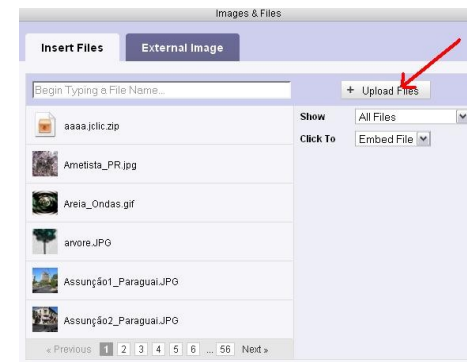 Images & Files
Insert Files
External Image
Begin Typing a File Name...
+ Upload Files
aaaa.jclic.zip
Show All Files
Click To Embed File
Ametista_PR.jpg
Areia_Ondas.gif
arvore.JPG
Assunção1_Paraguai.JPG
Assunção2_Paraguai.JPG
« Previous 1 2 3 4 5 6 ... 56 Next »